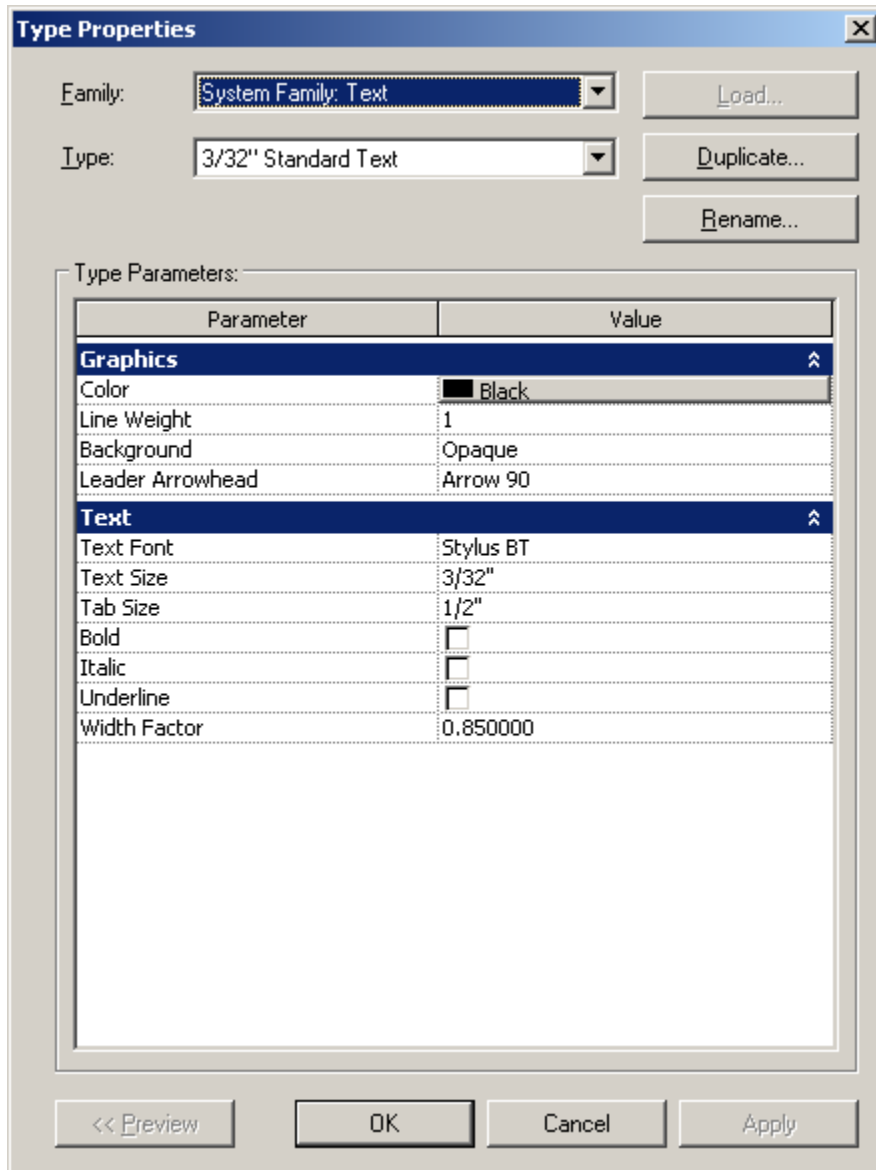 Type Properties
Family: System Family: Text Load...
Type: 3/32" Standard Text Duplicate...
Rename...
Type Parameters:
Parameter Value
Graphics
Color Black
Line Weight 1
Background Opaque
Leader Arrowhead Arrow 90
Text
Text Font Stylus BT
Text Size 3/32"
Tab Size 1/2"
Bold
Italic
Underline
Width Factor 0.850000
<< Preview OK Cancel Apply